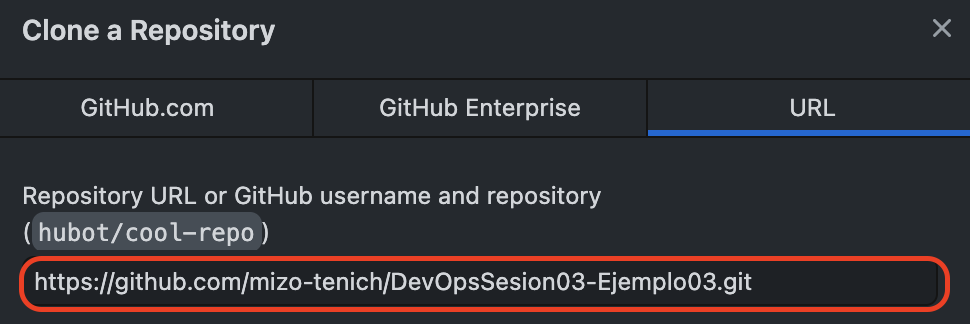 Clone a Repository
GitHub.com
GitHub Enterprise
URL
Repository URL or GitHub username and repository
(hubot/cool-repo)
https://github.com/mizo-tenich/DevOpsSesion03-Ejemplo03.git